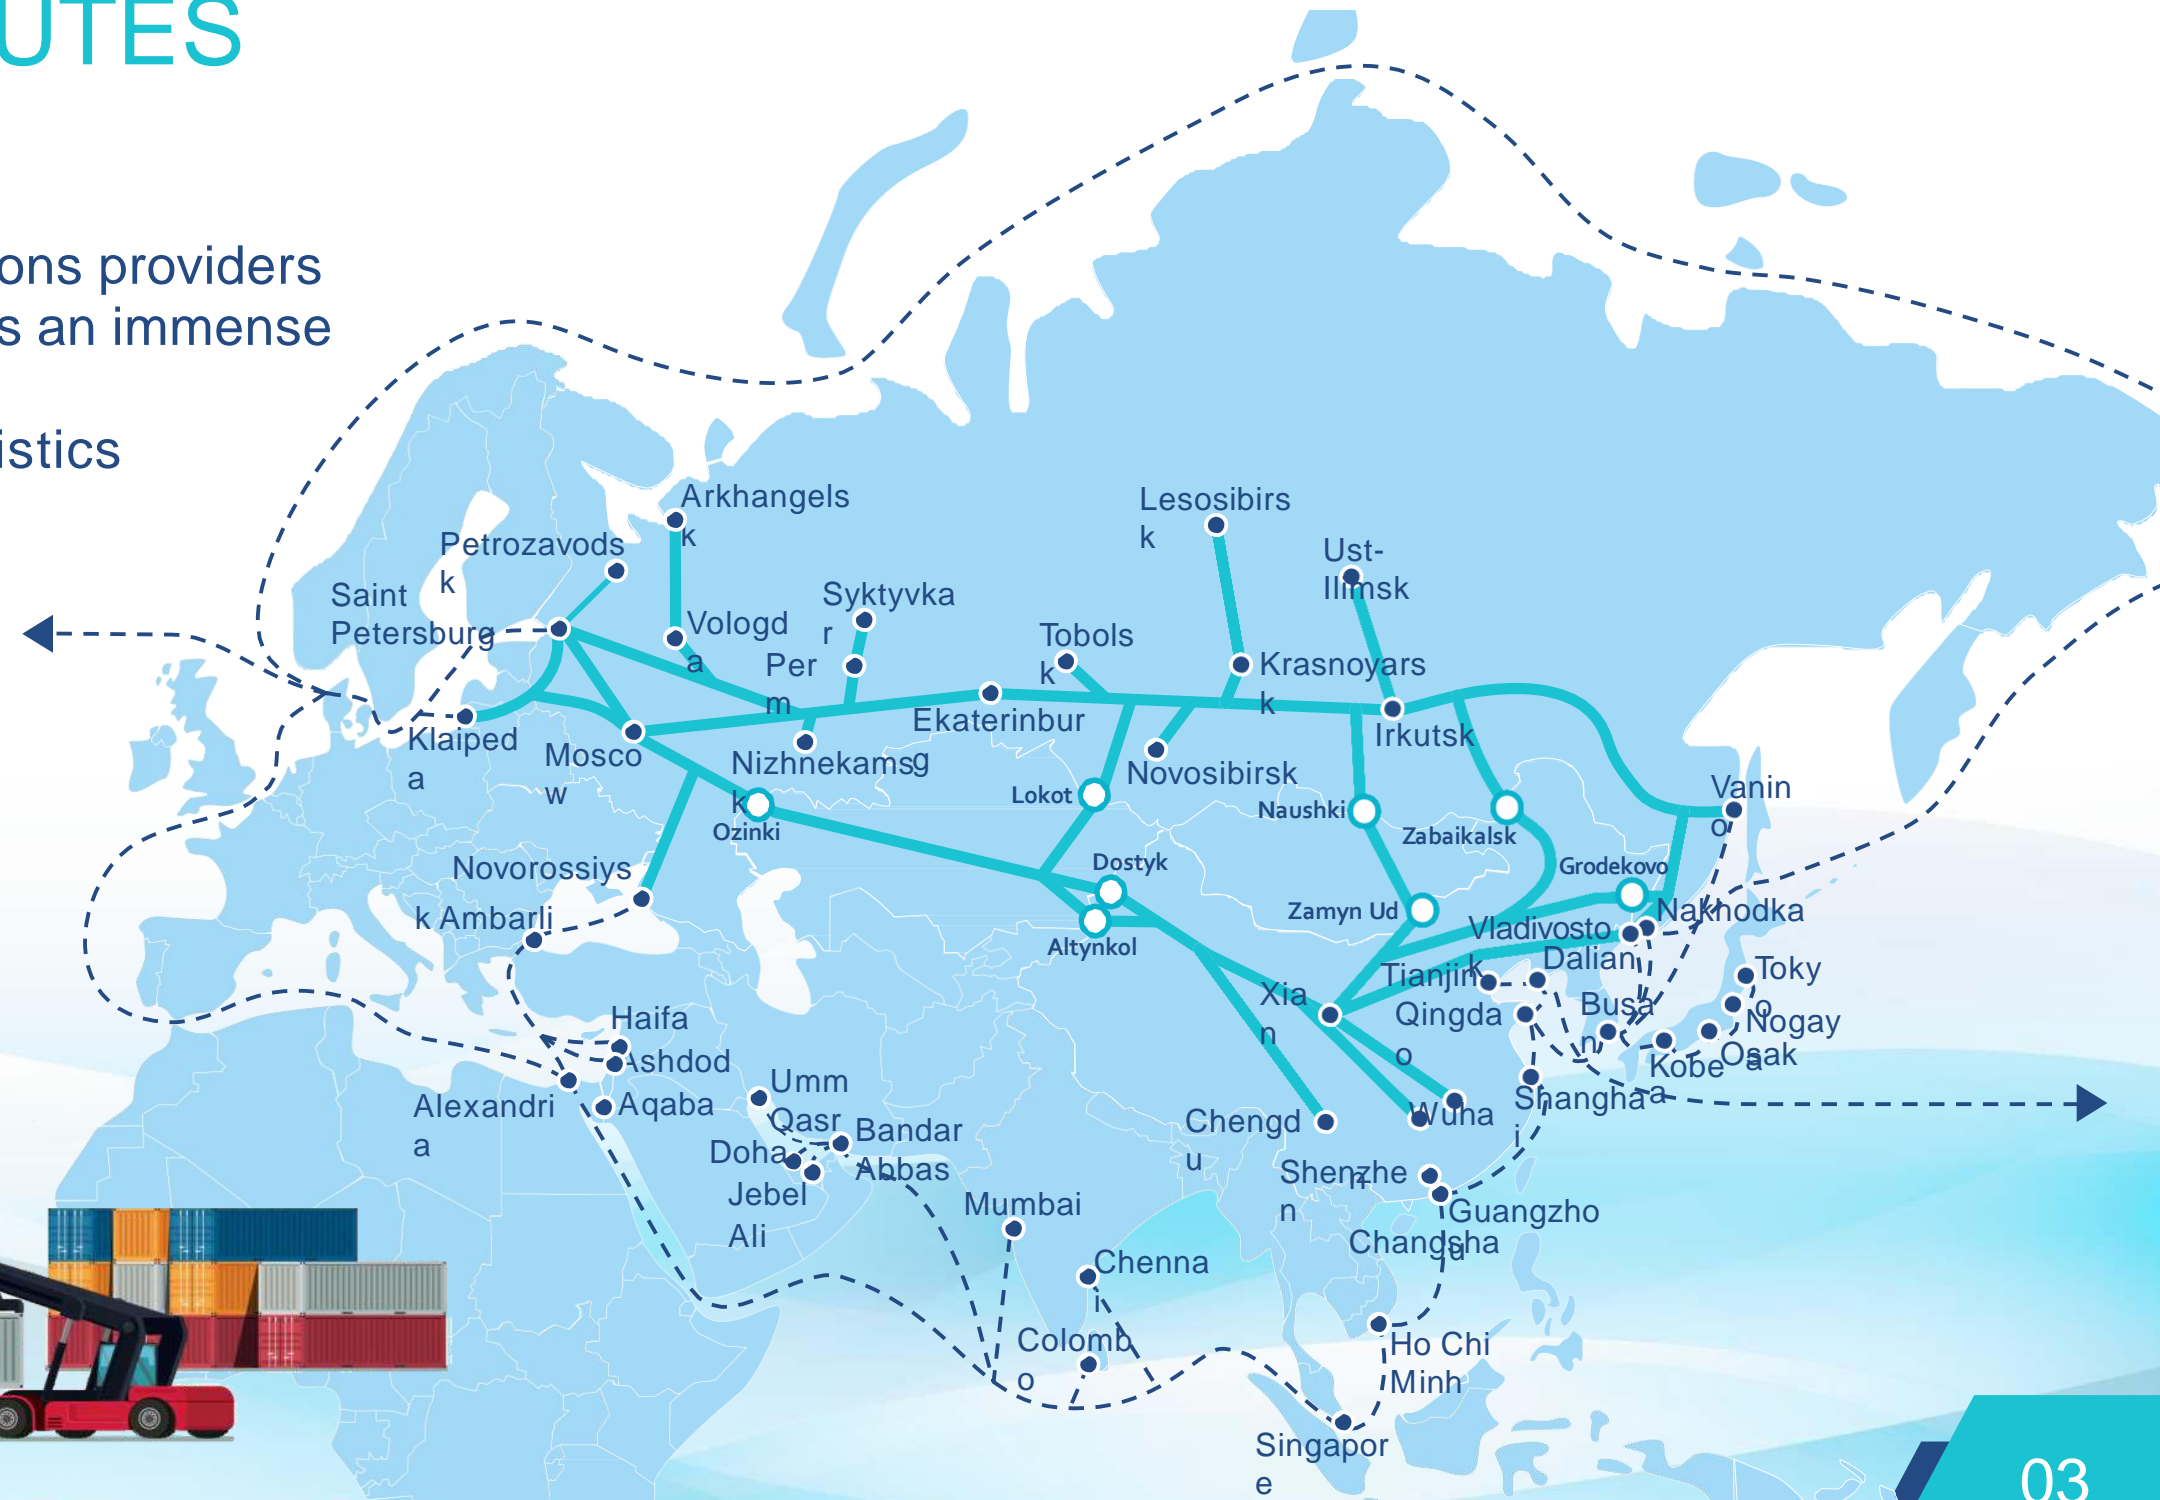 UTES
ons providers
s an immense
istics
Arkhangels
k
Lesosibirs
k
Petrozavods
k
Ust-
Ilimsk
Saint
Petersburg
Syktyvka
r
Vologd
a
Tobols
k
Per
m
Krasnoyars
k
Ekaterinbur
g
Klaiped
a
Mosco
w
Irkutsk
Nizhnekams
k
Novosibirsk
Vanin
o
Lokot
Naushki
Ozinki
Zabaikalsk
Dostyk
Grodekovo
Novorossiys
k Ambarli
Zamyn Ud
Nakhodka
Vladivosto
k
Altynkol
Dalian
Tianjin
Toky
o
Xia
n
Qingda
o
Busa
n
Haifa
Nogay
a
Ashdod
Osak
a
Kobe
Umm
Qasr
Alexandri
a
Aqaba
Shangha
i
Wuha
n
Chengd
u
Bandar
Abbas
Doha
Jebel
Ali
Shenzhe
n
Mumbai
Guangzho
u
Changsha
Chenna
i
Colomb
o
Ho Chi
Minh
Singapor
e
03